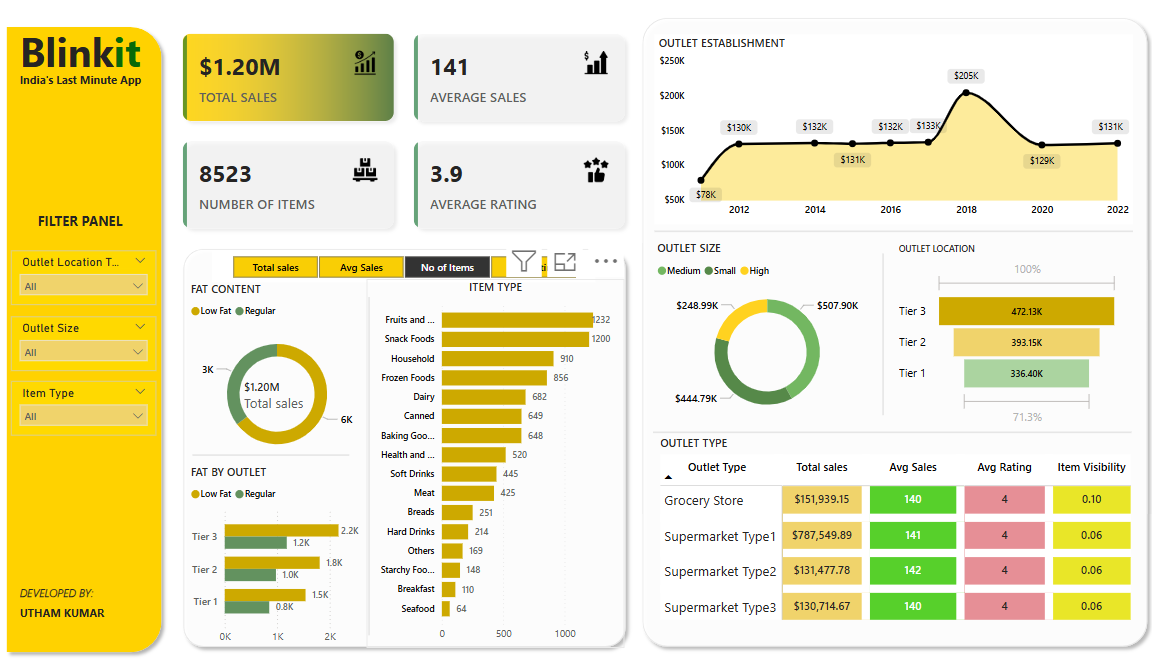 Blinkit
India's Last Minute App
FILTER PANEL
Outlet Location T...
All
Outlet Size
All
Item Type
All
DEVELOPED BY:
UTHAM KUMAR
$1.20M
TOTAL SALES
141
AVERAGE SALES
8523
NUMBER OF ITEMS
3.9
AVERAGE RATING
Total sales
Avg Sales
No of Items
FAT CONTENT
Low Fat Regular
3K
$1.20M
Total sales
6K
FAT BY OUTLET
Low Fat Regular
Tier 3 2.2K
1.2K
Tier 2 1.8K
1.0K
Tier 1 1.5K
0.8K
0K 1K 2K
ITEM TYPE
Fruits and ... 1232
Snack Foods 1200
Household 910
Frozen Foods 856
Dairy 682
Canned 649
Baking Goo... 648
Health and ... 520
Soft Drinks 445
Meat 425
Breads 251
Hard Drinks 214
Others 169
Starchy Foo... 148
Breakfast 110
Seafood 64
0 500 1000
OUTLET ESTABLISHMENT
$250K
$200K
$150K
$100K
$50K
$78K
$130K
$132K
$131K
$132K
$133K
$205K
$129K
$131K
2012 2014 2016 2018 2020 2022
OUTLET SIZE
Medium Small High
$248.99K
$507.90K
$444.79K
OUTLET LOCATION
100%
Tier 3 472.13K
Tier 2 393.15K
Tier 1 336.40K
71.3%
OUTLET TYPE
Outlet Type Total sales Avg Sales Avg Rating Item Visibility
Grocery Store $151,939.15 140 4 0.10
Supermarket Type1 $787,549.89 141 4 0.06
Supermarket Type2 $131,477.78 142 4 0.06
Supermarket Type3 $130,714.67 140 4 0.06